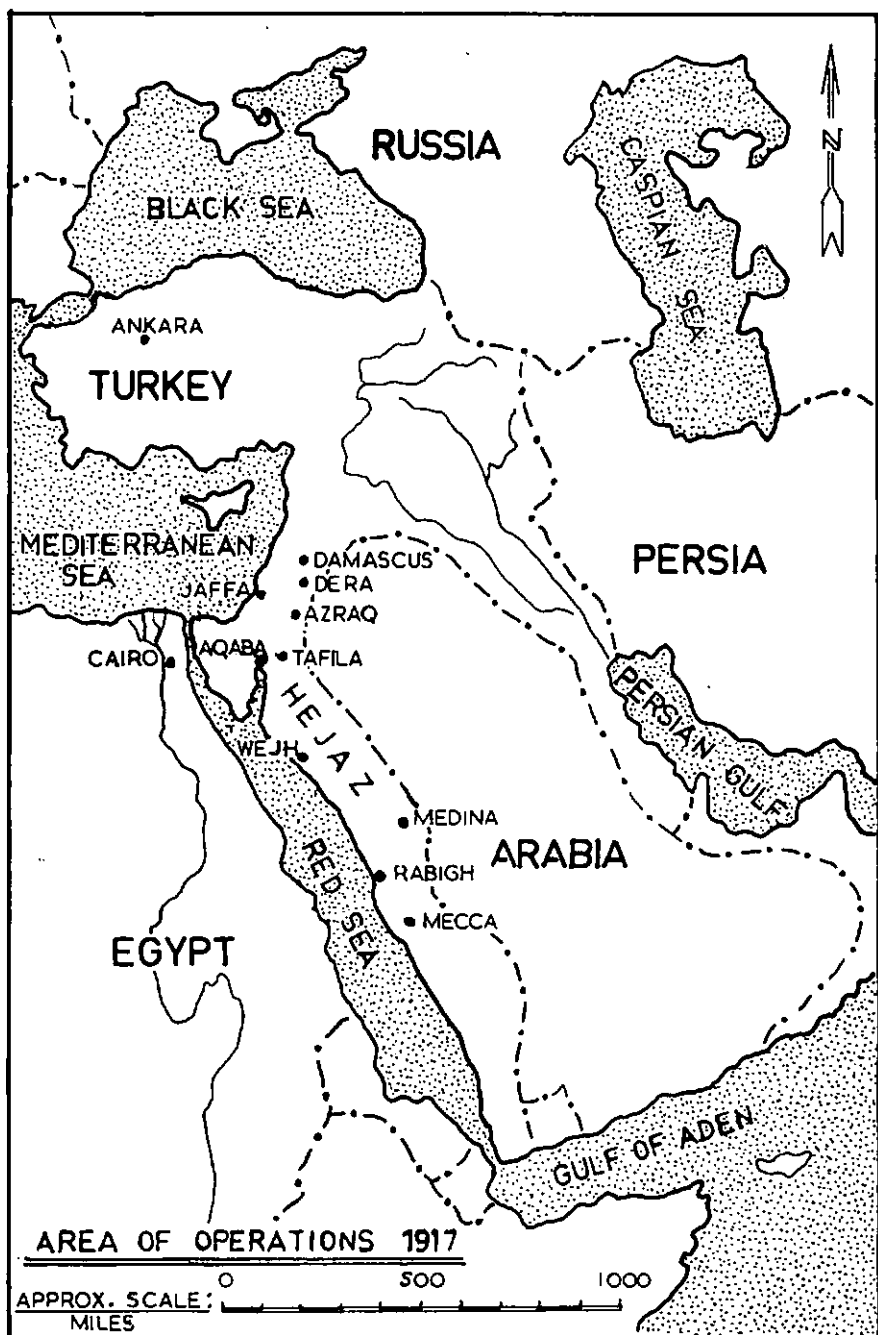 RUSSIA
N
CASPIAN SEA
BLACK SEA
ANKARA
TURKEY
MEDITERRANEAN
SEA
DAMASCUS
DERA
JAFFA
AZRAQ
PERSIA
AQABA
TAFILA
CAIRO
HEJAZ
PERSIAN GULF
WEJH
MEDINA
ARABIA
RABIGH
RED SEA
MECCA
EGYPT
GULF OF ADEN
AREA OF OPERATIONS 1917
0 500 1000
APPROX. SCALE:
MILES